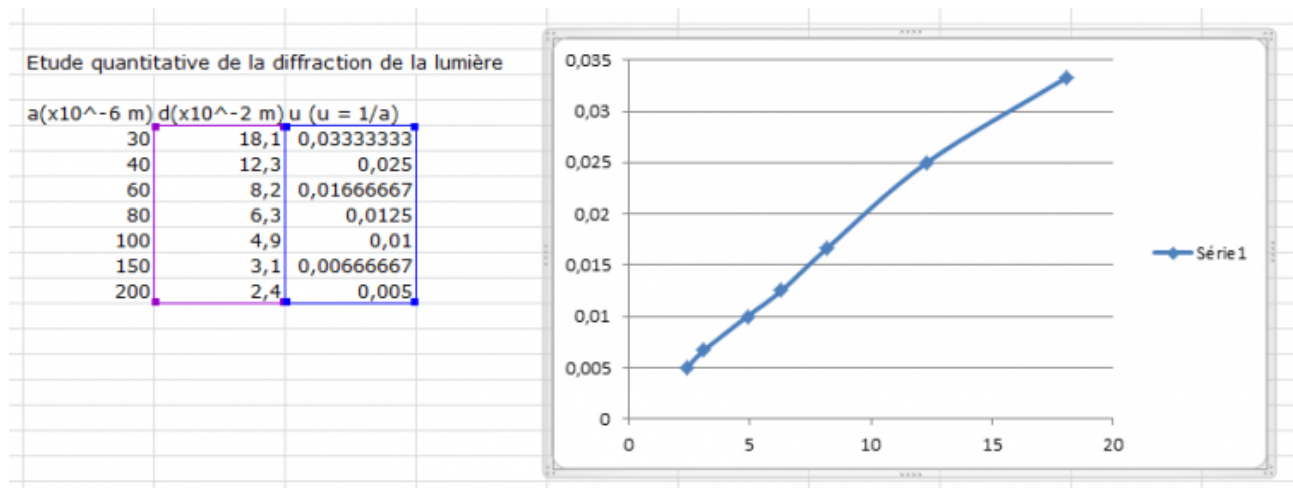 Etude quantitative de la diffraction de la lumière
a(x10^-6 m) d(x10^-2 m) u (u = 1/a)
30 18,1 0,03333333
40 12,3 0,025
60 8,2 0,01666667
80 6,3 0,0125
100 4,9 0,01
150 3,1 0,00666667
200 2,4 0,005
0,035
0,03
0,025
0,02
0,015
0,01
0,005
0
0 5 10 15 20
Série1